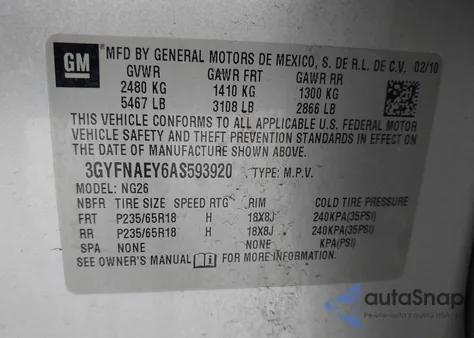 GM
MFD BY GENERAL MOTORS DE MEXICO, S. DE R.L. DE C.V. 02/10
GVWR GAWR FRT GAWR RR
2480 KG 1410 KG 1300 KG
5467 LB 3108 LB 2866 LB
THIS VEHICLE CONFORMS TO ALL APPLICABLE U.S. FEDERAL MOTOR
VEHICLE SAFETY AND THEFT PREVENTION STANDARDS IN EFFECT ON
THE DATE OF MANUFACTURE SHOWN ABOVE.
3GYFNAEY6AS593920 TYPE: M.P.V.
MODEL: NG26
NBFR TIRE SIZE SPEED RTG RIM COLD TIRE PRESSURE
FRT P235/65R18 H 18X8J 240KPA(35PSI)
RR P235/65R18 H 18X8J 240KPA(35PSI)
SPA NONE NONE KPA(PSI)
SEE OWNER'S MANUAL FOR MORE INFORMATION
autoSnap